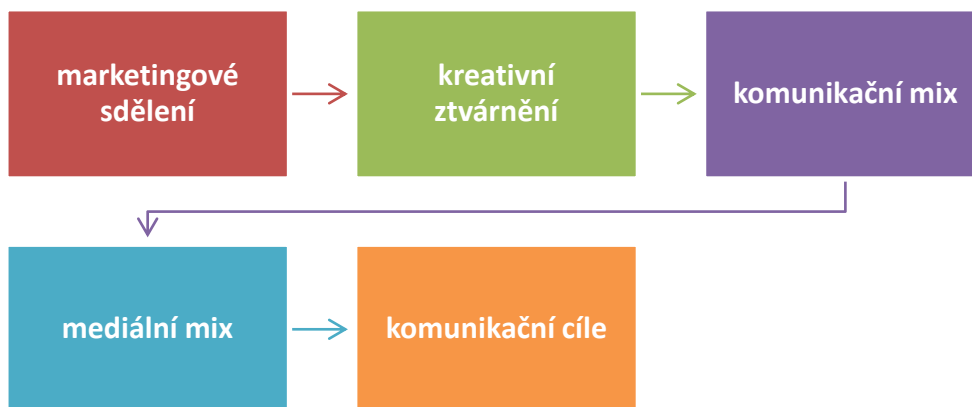 marketingové
sdělení
kreativní
ztvárnění
komunikační mix
mediální mix
komunikační cíle